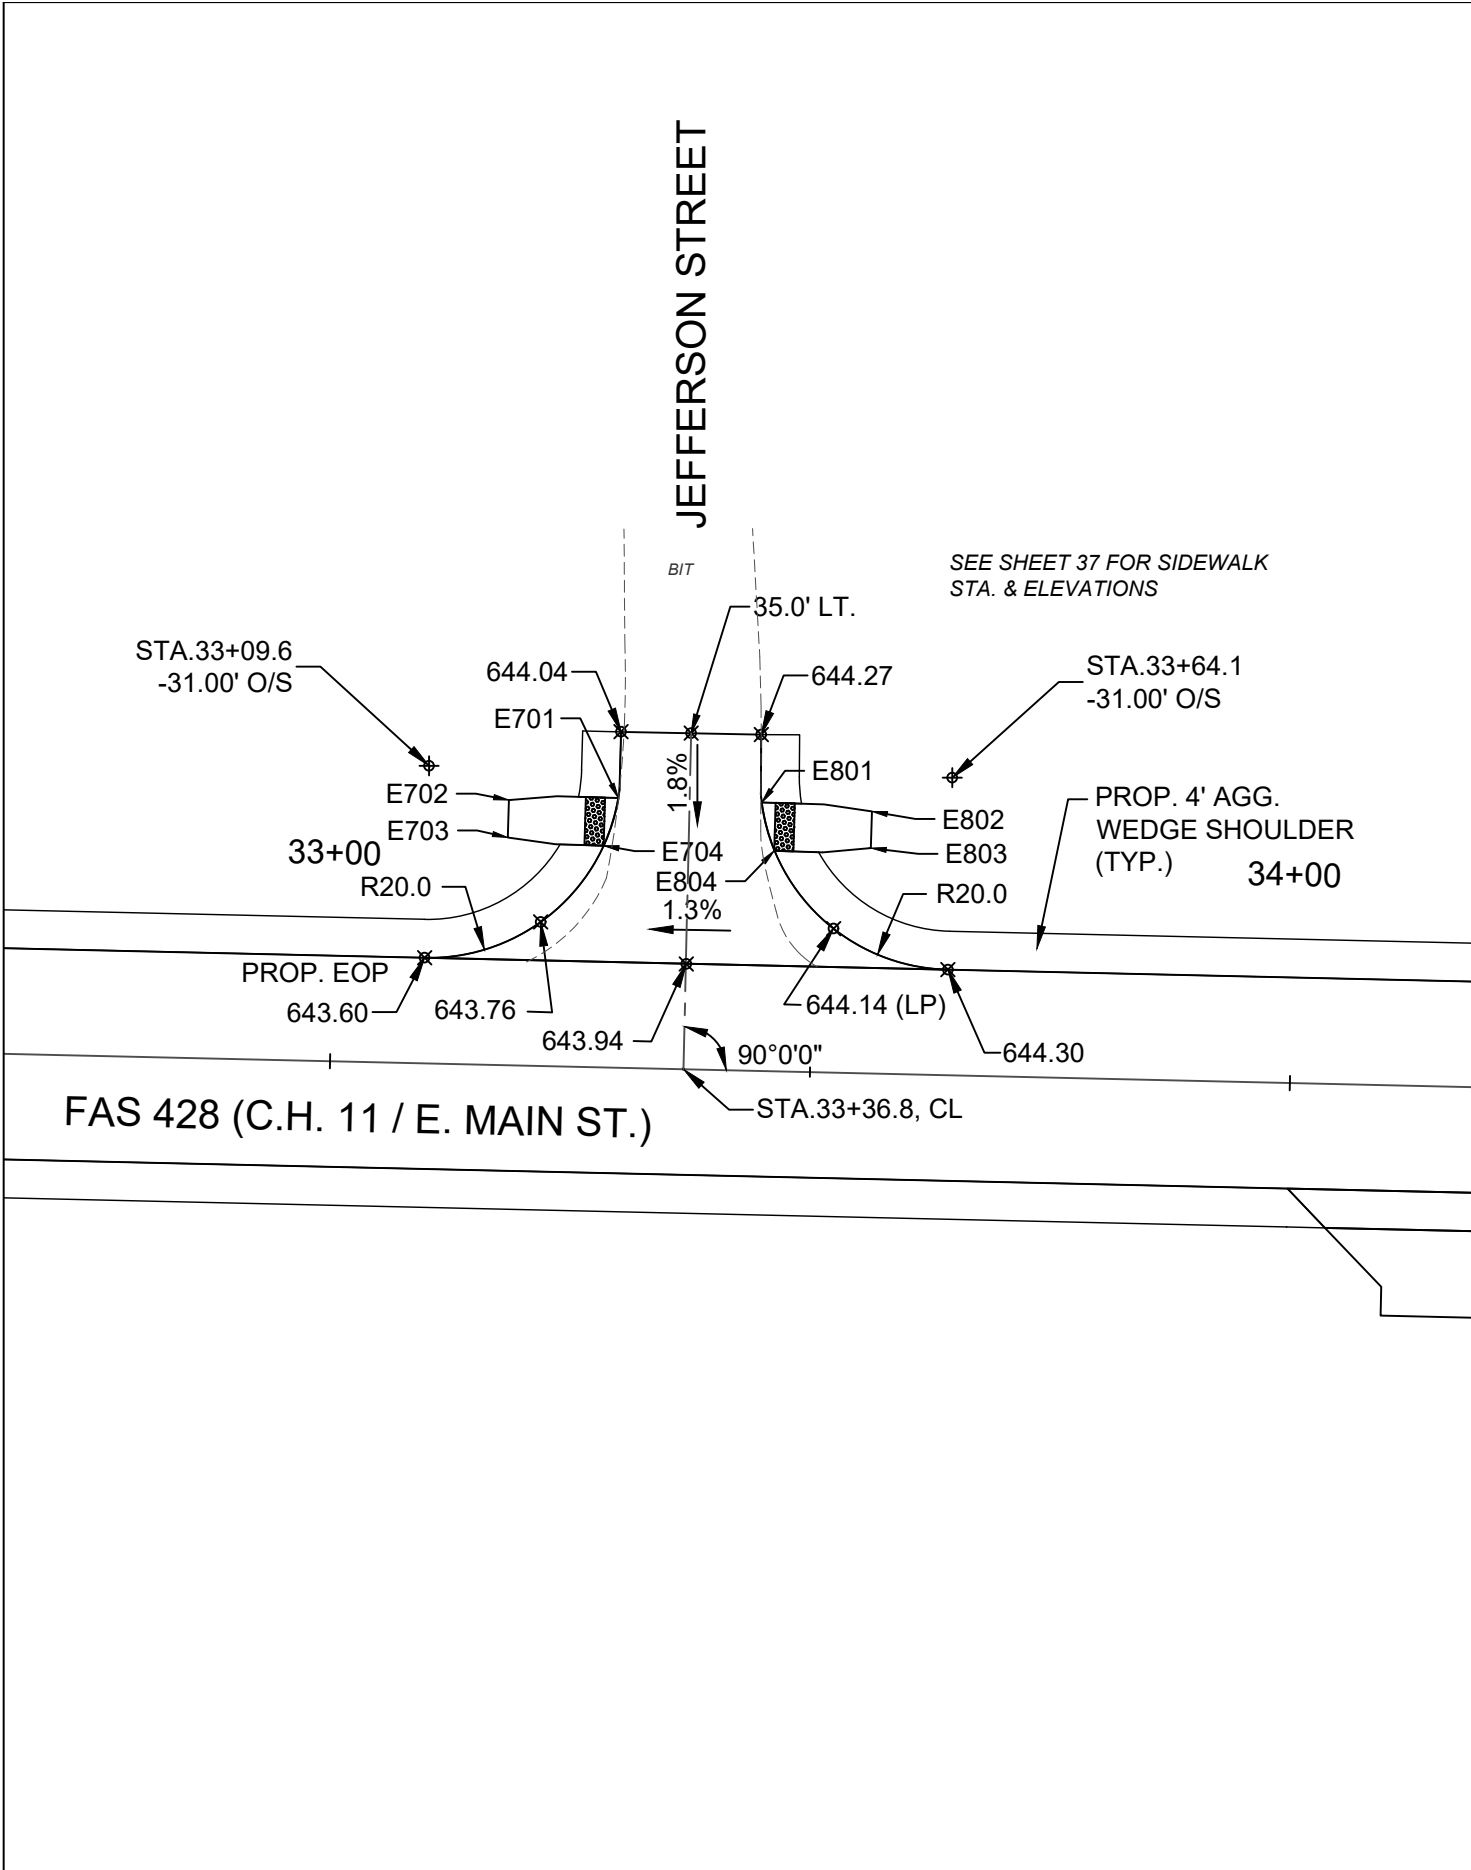 JEFFERSON STREET
BIT
SEE SHEET 37 FOR SIDEWALK
STA. & ELEVATIONS
35.0' LT.
STA.33+09.6
-31.00' O/S
644.04
644.27
STA.33+64.1
-31.00' O/S
E701
1.8%
E801
E702
E703
PROP. 4' AGG.
WEDGE SHOULDER
(TYP.)
E802
E803
33+00
E704
34+00
R20.0
E804
R20.0
1.3%
PROP. EOP
643.60
643.76
644.14 (LP)
643.94
90°0'0"
644.30
STA.33+36.8, CL
FAS 428 (C.H. 11 / E. MAIN ST.)